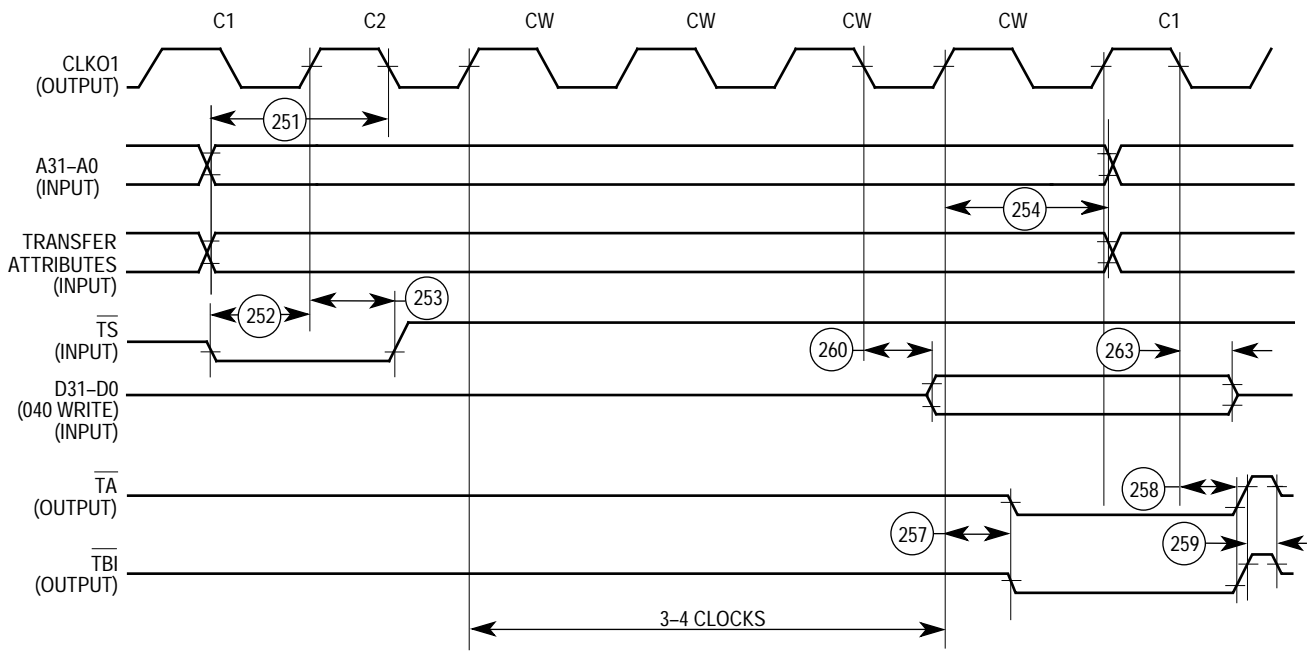 C1 C2 CW CW CW CW C1
CLKO1
(OUTPUT)
251
A31–A0
(INPUT)
254
TRANSFER
ATTRIBUTES
(INPUT)
252
253
TS
(INPUT)
260
263
D31–D0
(040 WRITE)
(INPUT)
TA
(OUTPUT)
258
257
259
TBI
(OUTPUT)
3–4 CLOCKS